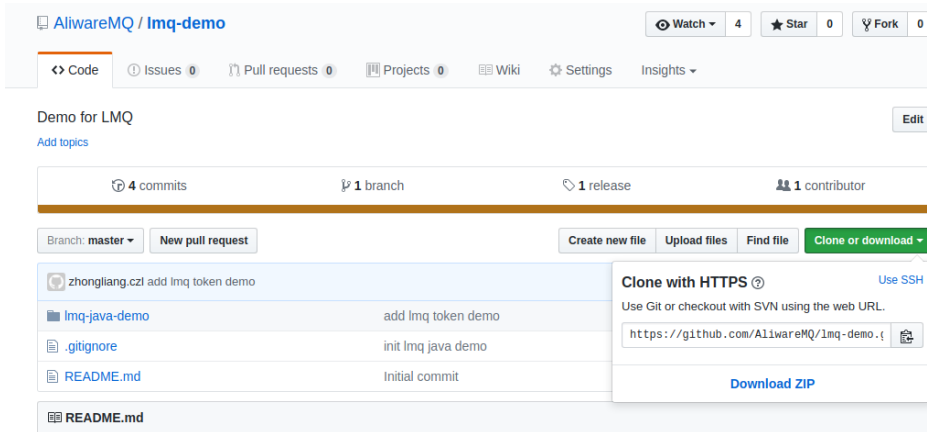 AliwareMQ / lmq-demo
Watch 4 Star 0 Fork 0
Code Issues 0 Pull requests 0 Projects 0 Wiki Settings Insights
Demo for LMQ
Edit
Add topics
4 commits 1 branch 1 release 1 contributor
Branch: master New pull request Create new file Upload files Find file Clone or download
zhongliang.czl add lmq token demo
Clone with HTTPS ? Use SSH
Use Git or checkout with SVN using the web URL.
lmq-java-demo add lmq token demo
https://github.com/AliwareMQ/lmq-demo.g
.gitignore init lmq java demo
README.md Initial commit
Download ZIP
README.md